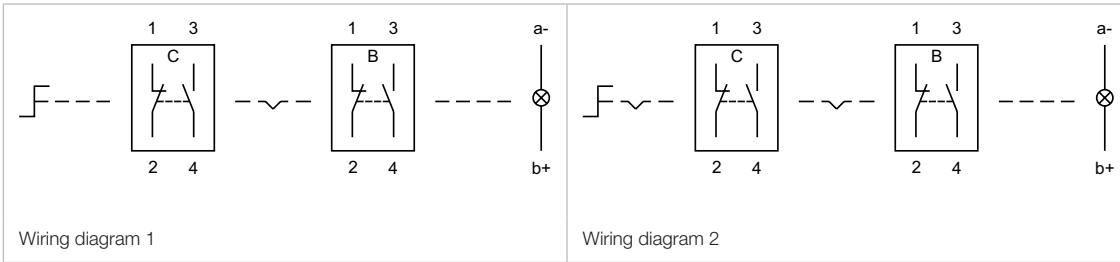 1 3 1 3 a-
C B
2 4 2 4 b+
Wiring diagram 1
1 3 1 3 a-
C B
2 4 2 4 b+
Wiring diagram 2